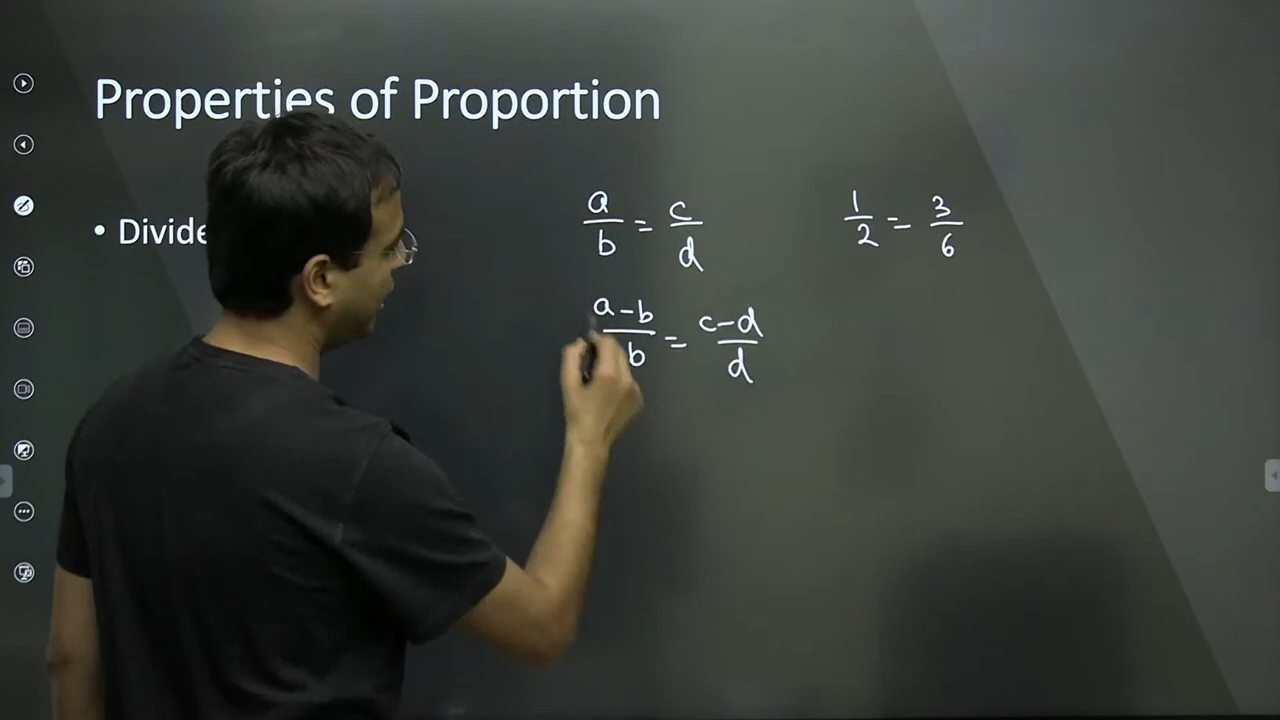 Properties of Proportion
• Divide
a/b = c/d
1/2 = 3/6
a-b/b = c-d/d